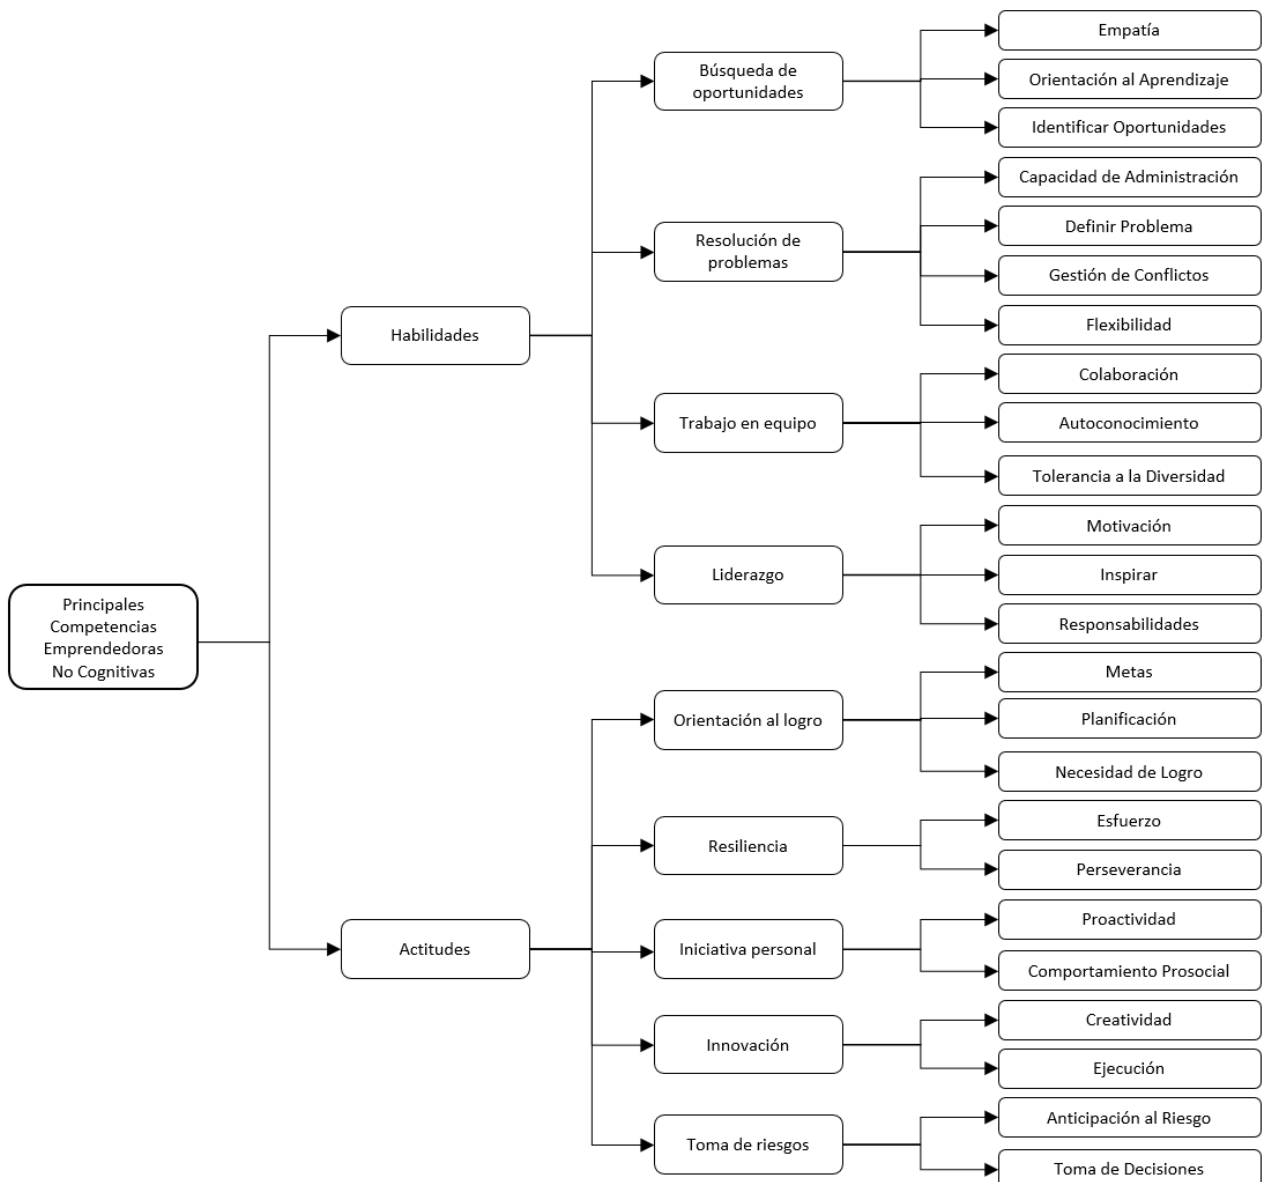 Principales
Competencias
Emprendedoras
No Cognitivas
Habilidades
Búsqueda de
oportunidades
Empatía
Orientación al Aprendizaje
Identificar Oportunidades
Resolución de
problemas
Capacidad de Administración
Definir Problema
Gestión de Conflictos
Flexibilidad
Trabajo en equipo
Colaboración
Autoconocimiento
Tolerancia a la Diversidad
Liderazgo
Motivación
Inspirar
Responsabilidades
Actitudes
Orientación al logro
Metas
Planificación
Necesidad de Logro
Resiliencia
Esfuerzo
Perseverancia
Iniciativa personal
Proactividad
Comportamiento Prosocial
Innovación
Creatividad
Ejecución
Toma de riesgos
Anticipación al Riesgo
Toma de Decisiones